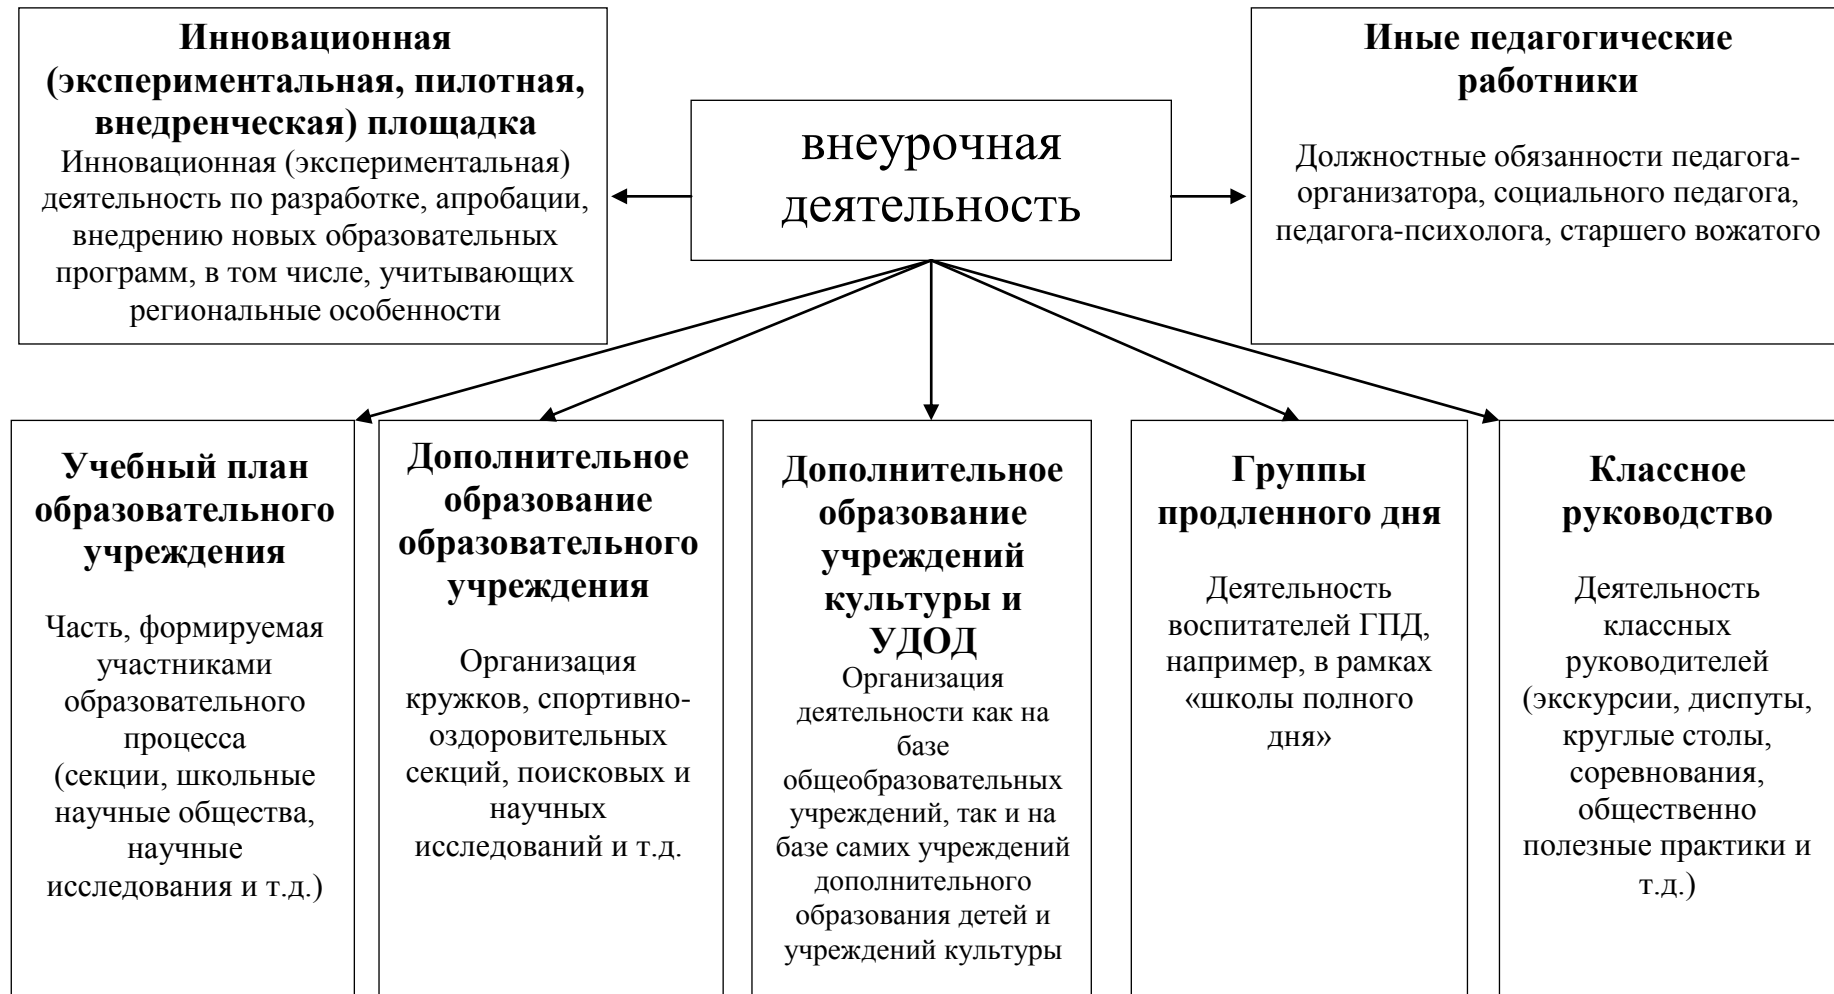 Инновационная
(экспериментальная, пилотная,
внедренческая) площадка
Инновационная (экспериментальная)
деятельность по разработке, апробации,
внедрению новых образовательных
программ, в том числе, учитывающих
региональные особенности
внеурочная
деятельность
Иные педагогические
работники
Должностные обязанности педагога-
организатора, социального педагога,
педагога-психолога, старшего вожатого
Учебный план
образовательного
учреждения
Часть, формируемая
участниками
образовательного
процесса
(секции, школьные
научные общества,
научные
исследования и т.д.)
Дополнительное
образование
образовательного
учреждения
Организация
кружков, спортивно-
оздоровительных
секций, поисковых и
научных
исследований и т.д.
Дополнительное
образование
учреждений
культуры и
УДОД
Организация
деятельности как на
базе
общеобразовательных
учреждений, так и на
базе самих учреждений
дополнительного
образования детей и
учреждений культуры
Группы
продленного дня
Деятельность
воспитателей ГПД,
например, в рамках
«школы полного
дня»
Классное
руководство
Деятельность
классных
руководителей
(экскурсии, диспуты,
круглые столы,
соревнования,
общественно
полезные практики и
т.д.)